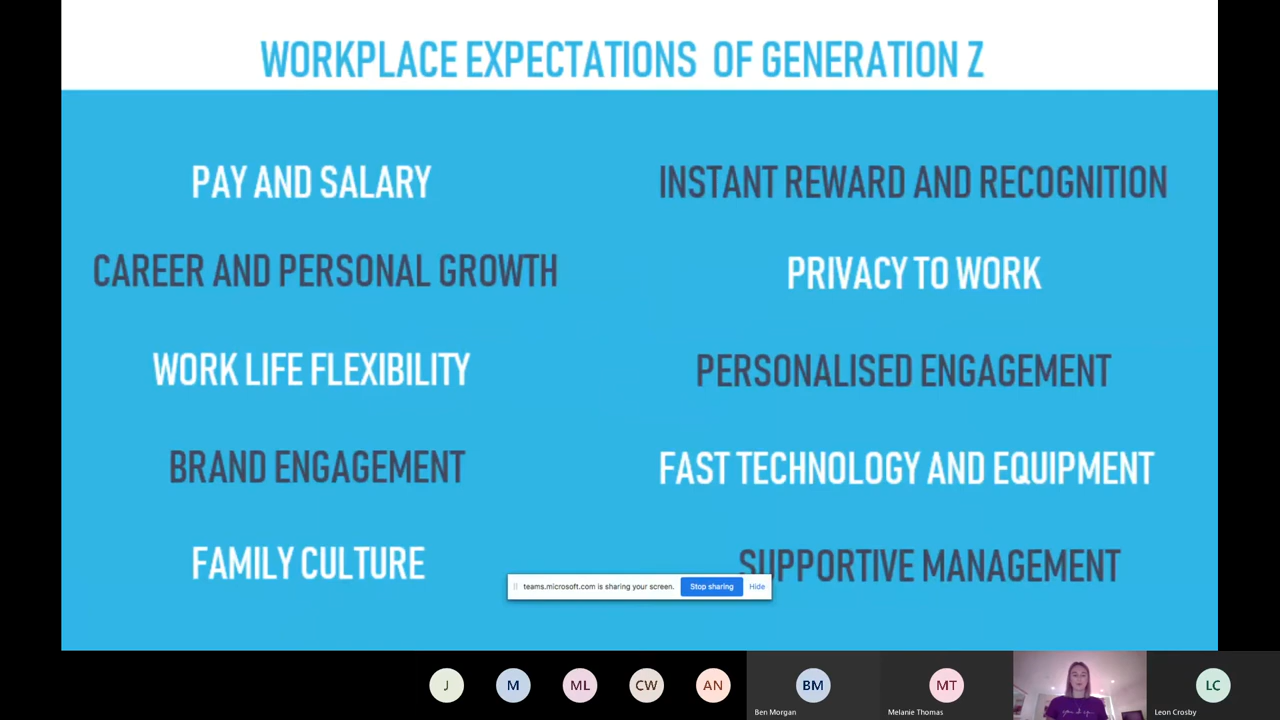 WORKPLACE EXPECTATIONS OF GENERATION Z
PAY AND SALARY
INSTANT REWARD AND RECOGNITION
CAREER AND PERSONAL GROWTH
PRIVACY TO WORK
WORK LIFE FLEXIBILITY
PERSONALISED ENGAGEMENT
BRAND ENGAGEMENT
FAST TECHNOLOGY AND EQUIPMENT
FAMILY CULTURE
SUPPORTIVE MANAGEMENT
teams.microsoft.com is sharing your screen. Stop sharing Hide
J M ML CW AN BM MT LC
Ben Morgan Melanie Thomas Leon Crosby